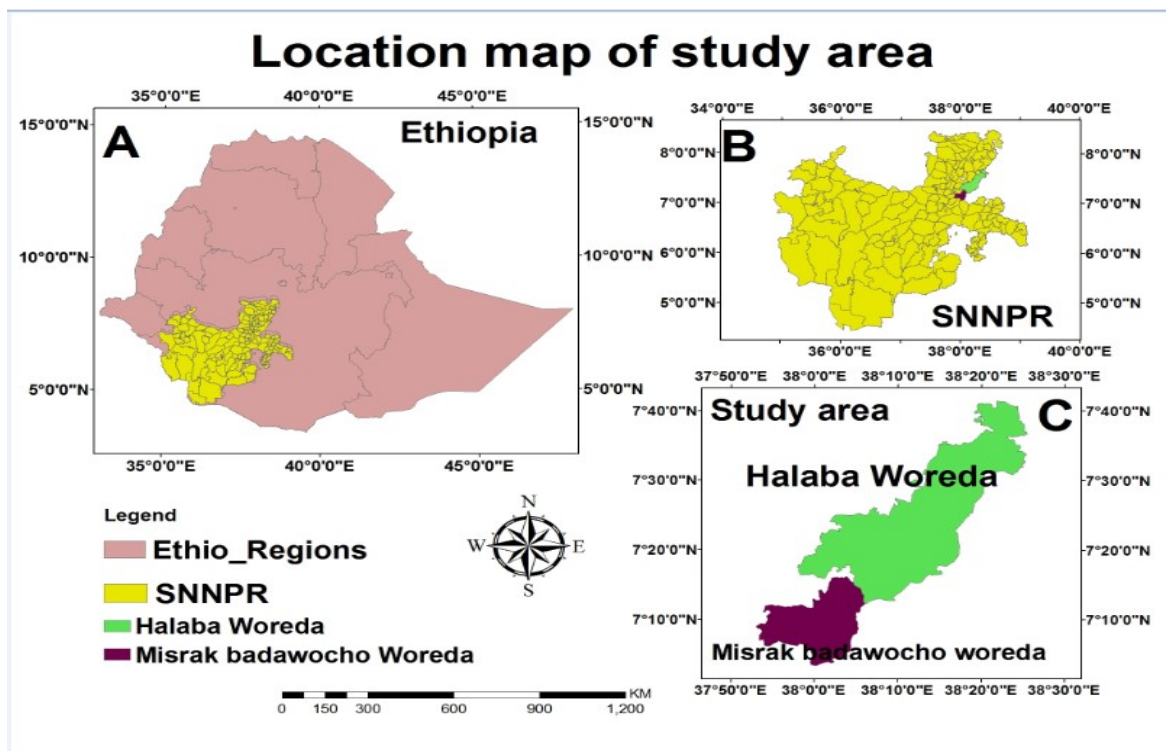 Location map of study area
35°0'0"E 40°0'0"E 45°0'0"E
15°0'0"N
10°0'0"N
5°0'0"N
A
Ethiopia
15°0'0"N
10°0'0"N
5°0'0"N
35°0'0"E 40°0'0"E 45°0'0"E
34°0'0"E 36°0'0"E 38°0'0"E 40°0'0"E
8°0'0"N
7°0'0"N
6°0'0"N
5°0'0"N
B
SNNPR
8°0'0"N
7°0'0"N
6°0'0"N
5°0'0"N
36°0'0"E 38°0'0"E 40°0'0"E
37°50'0"E 38°0'0"E 38°10'0"E 38°20'0"E 38°30'0"E
7°40'0"N
7°30'0"N
7°20'0"N
7°10'0"N
Study area
C
Halaba Woreda
Misrak badawocho woreda
7°40'0"N
7°30'0"N
7°20'0"N
7°10'0"N
37°50'0"E 38°0'0"E 38°10'0"E 38°20'0"E 38°30'0"E
Legend
Ethio_Regions
SNNPR
Halaba Woreda
Misrak badawocho Woreda
N
W E
S
KM
0 150 300 600 900 1,200